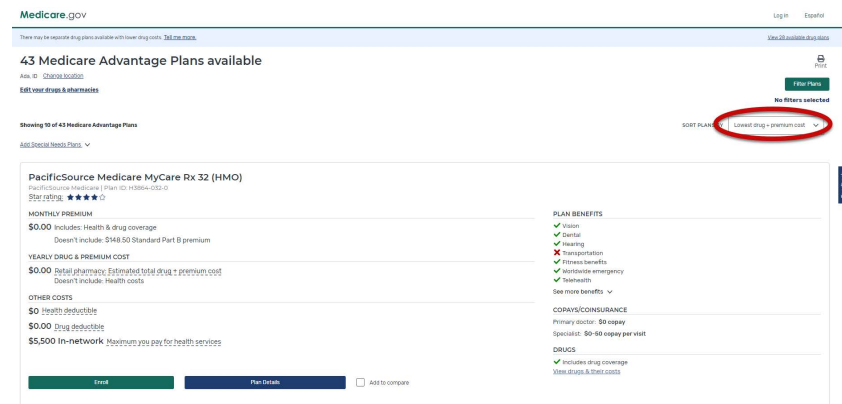 Medicare.gov
Log In Español
There may be separate drug plans available with lower drug costs. Tell me more.
View 28 available drug plans
43 Medicare Advantage Plans available
Print
Ada, ID Change location
Filter Plans
Edit your drugs & pharmacies
No filters selected
Showing 10 of 43 Medicare Advantage Plans
SORT PLANS BY Lowest drug + premium cost
Add Special Needs Plans
PacificSource Medicare MyCare Rx 32 (HMO)
PacificSource Medicare | Plan ID: H3864-032-0
Star rating:
MONTHLY PREMIUM
$0.00 Includes: Health & drug coverage
Doesn't include: $148.50 Standard Part B premium
YEARLY DRUG & PREMIUM COST
$0.00 Retail pharmacy: Estimated total drug + premium cost
Doesn't include: Health costs
OTHER COSTS
$0 Health deductible
$0.00 Drug deductible
$5,500 In-network Maximum you pay for health services
PLAN BENEFITS
Vision
Dental
Hearing
Transportation
Fitness benefits
Worldwide emergency
Telehealth
See more benefits
COPAYS/COINSURANCE
Primary doctor: $0 copay
Specialist: $0-50 copay per visit
DRUGS
Includes drug coverage
View drugs & their costs
Enroll
Plan Details
Add to compare